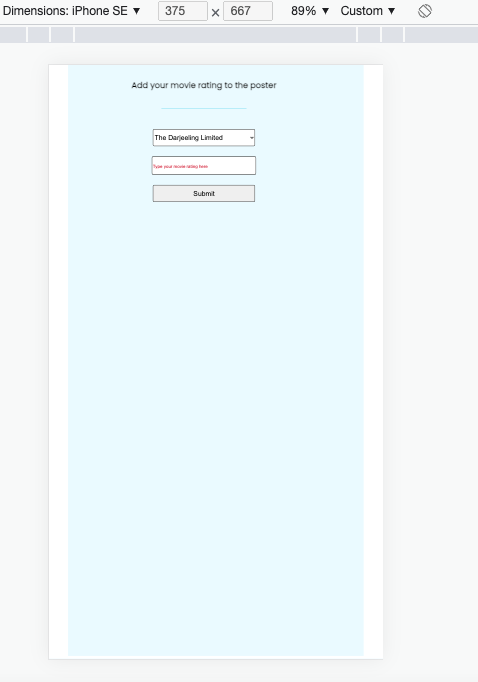 Dimensions: iPhone SE ▼ 375 × 667 89% ▼ Custom ▼
Add your movie rating to the poster
The Darjeeling Limited
Type your movie rating here
Submit